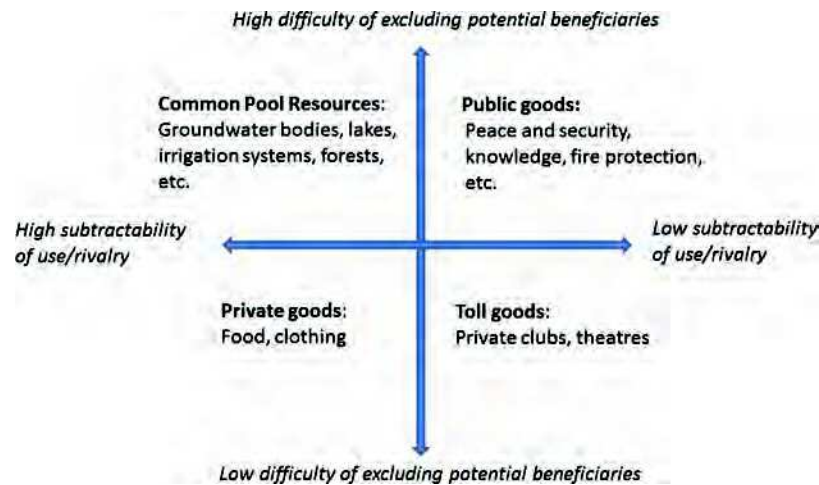 High difficulty of excluding potential beneficiaries
Common Pool Resources:
Groundwater bodies, lakes,
irrigation systems, forests,
etc.
Public goods:
Peace and security,
knowledge, fire protection,
etc.
High subtractability
of use/rivalry
Low subtractability
of use/rivalry
Private goods:
Food, clothing
Toll goods:
Private clubs, theatres
Low difficulty of excluding potential beneficiaries